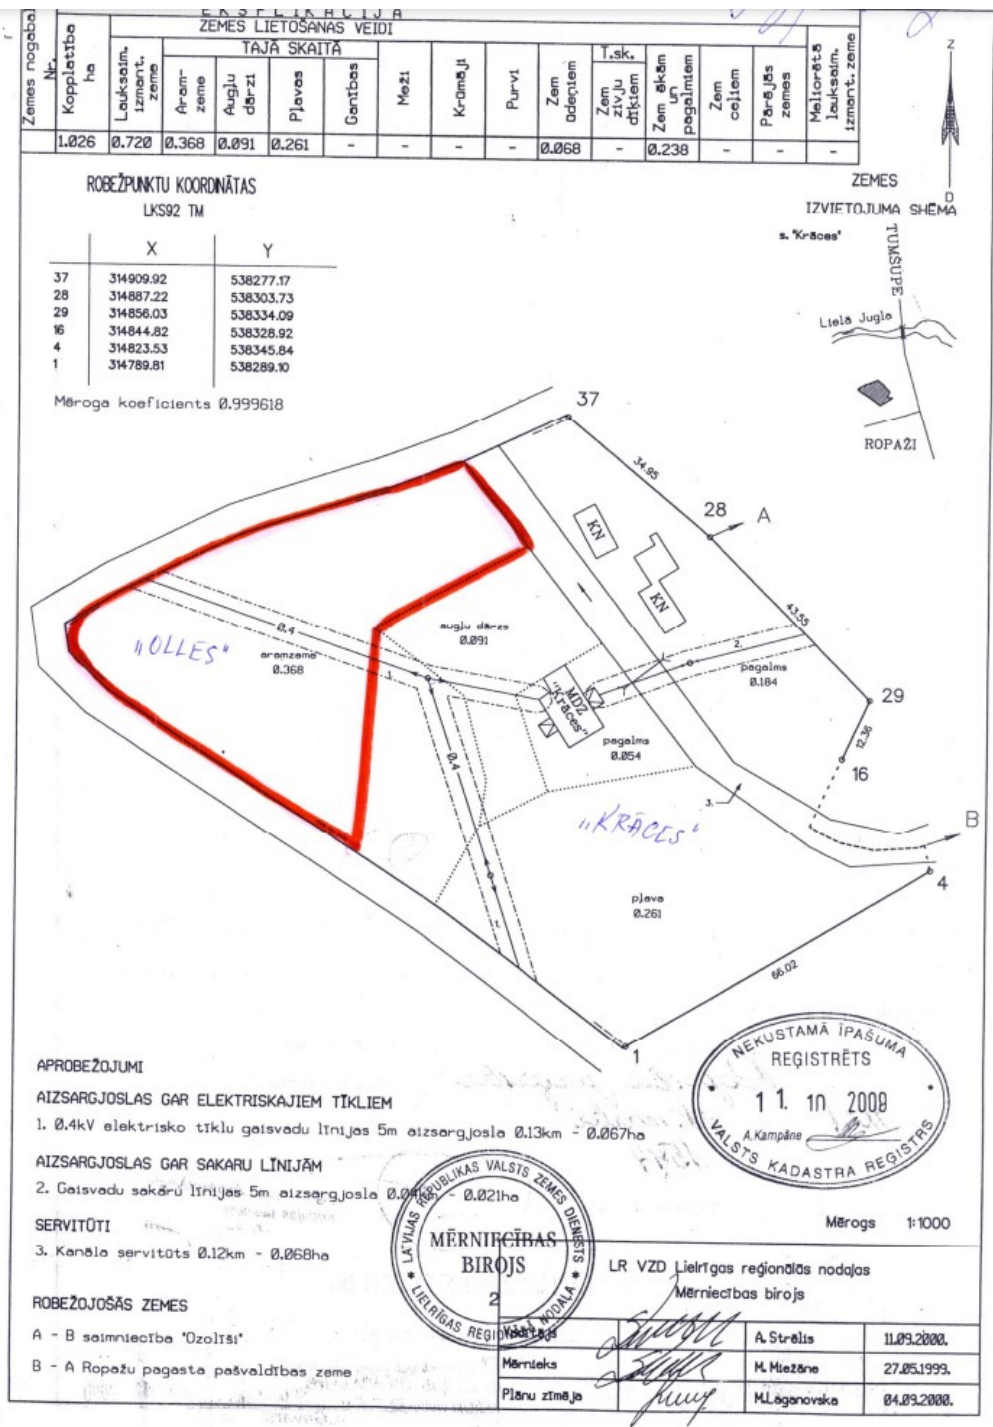 EKSPLIKĀCIJA
ZEMES LIETOŠANAS VEIDI
Zemes nogabala Nr.
Kopplatība ha
Lauksaim. izmant. zeme
TAJĀ SKAITĀ
Aram-zeme
Augļu dārzi
Pļavas
Ganības
Meži
Krūmāji
Purvi
Zem ūdeņiem
T.sk.
Zem zivju dīķiem
Zem ēkām un pagalmiem
Zem ceļiem
Pārējās zemes
Meliorētā lauksaim. izmant. zeme
1.026 0.720 0.368 0.091 0.261 - - - - 0.068 - 0.238 - - -
Z
D
ROBEŽPUNKTU KOORDINĀTAS
LKS92 TM
X Y
37 314909.92 538277.17
28 314887.22 538303.73
29 314856.03 538334.09
16 314844.82 538328.92
4 314823.53 538345.84
1 314789.81 538289.10
Mēroga koeficients 0.999618
ZEMES
IZVIETOJUMA SHĒMA
s. "Krāces"
TUMŠUPE
Lielā Jugla
ROPAŽI
37
34.95
28
A
KN
KN
43.55
"OLLES"
0.4
aramzeme
0.368
1.
augļu dārzs
0.091
2.
pagalms
0.184
MDZ
"Krāces"
29
12.36
16
pagalms
0.054
0.4
3.
"KRĀCES"
B
4
pļava
0.261
1.
66.02
1
APROBEŽOJUMI
AIZSARGJOSLAS GAR ELEKTRISKAJIEM TĪKLIEM
1. 0.4kV elektrisko tīklu gaisvadu līnijas 5m aizsargjosla 0.13km - 0.067ha
AIZSARGJOSLAS GAR SAKARU LĪNIJĀM
2. Gaisvadu sakaru līnijas 5m aizsargjosla 0.04km - 0.021ha
SERVITŪTI
3. Kanāla servitūts 0.12km - 0.068ha
ROBEŽOJOŠĀS ZEMES
A - B saimniecība "Ozolīši"
B - A Ropažu pagasta pašvaldības zeme
NEKUSTAMĀ ĪPAŠUMA
REĢISTRĒTS
11. 10 2008
A.Kampāne
VALSTS KADASTRA REĢISTRS
LATVIJAS REPUBLIKAS VALSTS ZEMES DIENESTS
MĒRNIECĪBAS
BIROJS
2
LIELRĪGAS REĢIONĀLĀ NODAĻA
Mērogs 1:1000
LR VZD Lielrīgas reģionālās nodaļas
Mērniecības birojs
Vadītājs A. Strēlis 11.09.2000.
Mērnieks M. Miezāne 27.05.1999.
Plānu zīmēja M.Laganovska 04.09.2000.